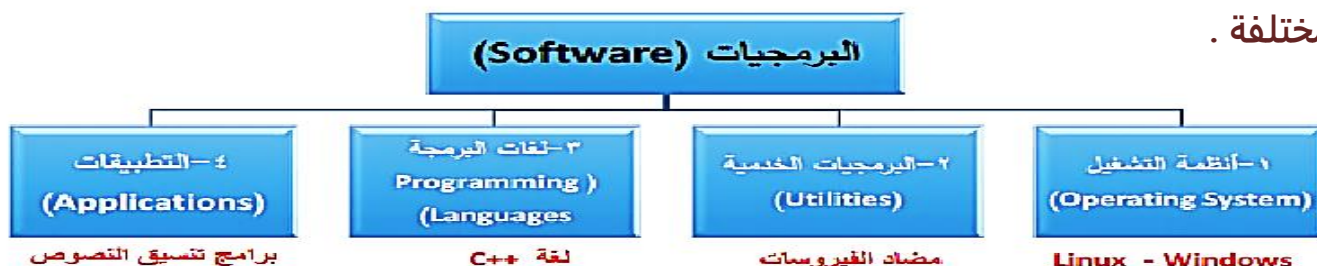 مختلفة .
البرمجيات (Software)
١-أنظمة التشغيل
(Operating System)
٢-البرمجيات الخدمية
(Utilities)
٣-لغات البرمجة
Programming )
(Languages
٤-التطبيقات
(Applications)
Linux - Windows
مضاد الفيروسات
لغة C++
برامج تنسيق النصوص